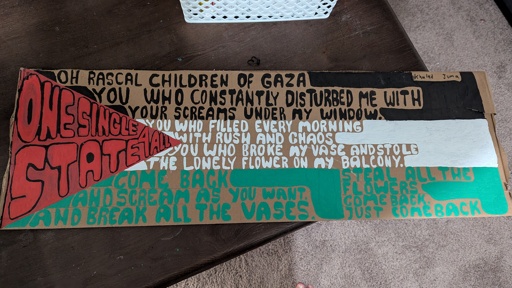 OH RASCAL CHILDREN OF GAZA
YOU WHO CONSTANTLY DISTURBED ME WITH
YOUR SCREAMS UNDER MY WINDOW.
YOU WHO FILLED EVERY MORNING
WITH RUSH AND CHAOS.
YOU WHO BROKE MY VASE AND STOLE
THE LONELY FLOWER ON MY BALCONY.
COME BACK
AND SCREAM AS YOU WANT
AND BREAK ALL THE VASES.
STEAL ALL THE
FLOWERS
COME BACK.
JUST COME BACK
ONE SINGLE
STATE
Khaled Juma